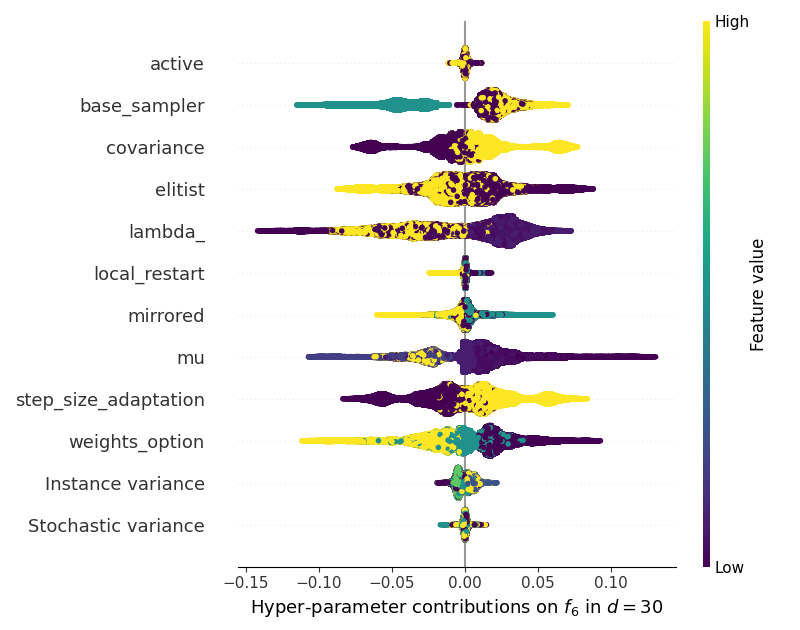 High
active
base_sampler
covariance
elitist
lambda_
local_restart
mirrored
mu
step_size_adaptation
weights_option
Instance variance
Stochastic variance
Feature value
Low
−0.15 −0.10 −0.05 0.00 0.05 0.10
Hyper-parameter contributions on f₆ in d = 30